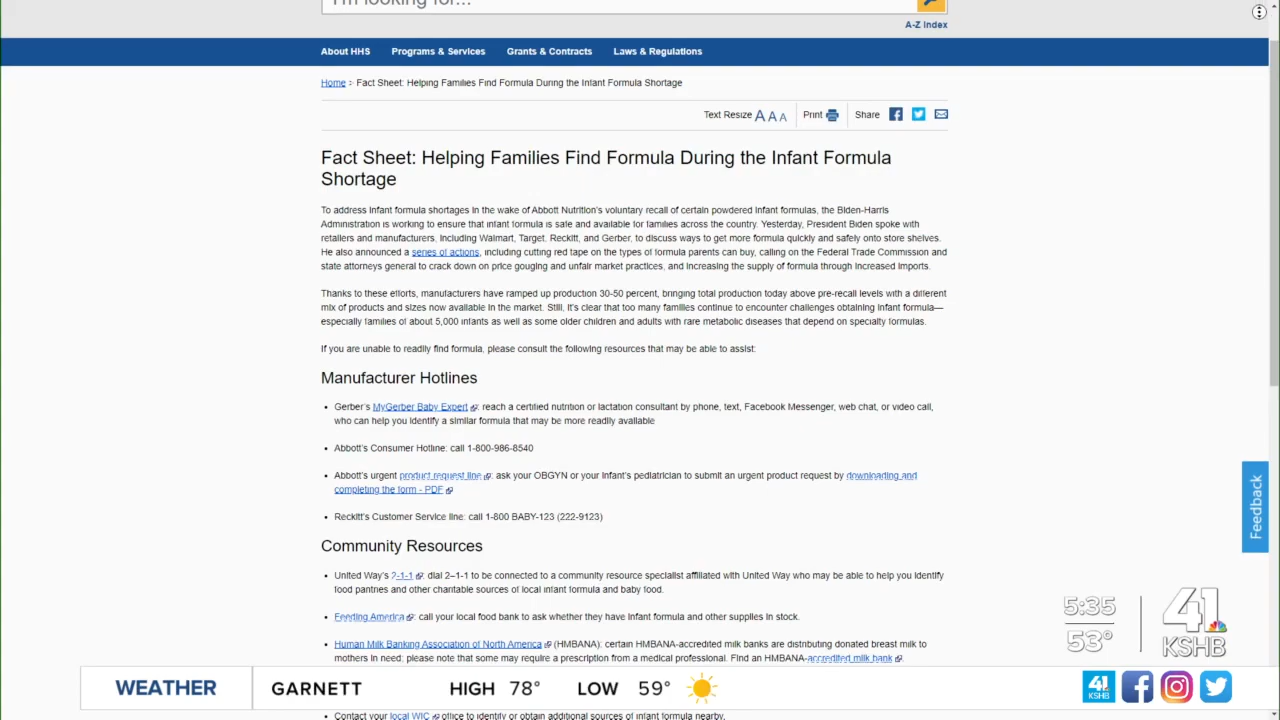 I'm looking for...
A-Z Index
About HHS Programs & Services Grants & Contracts Laws & Regulations
Home > Fact Sheet: Helping Families Find Formula During the Infant Formula Shortage
Text Resize A A A Print Share
Fact Sheet: Helping Families Find Formula During the Infant Formula
Shortage
To address infant formula shortages in the wake of Abbott Nutrition's voluntary recall of certain powdered infant formulas, the Biden-Harris
Administration is working to ensure that infant formula is safe and available for families across the country. Yesterday, President Biden spoke with
retailers and manufacturers, including Walmart, Target, Reckitt, and Gerber, to discuss ways to get more formula quickly and safely onto store shelves.
He also announced a series of actions, including cutting red tape on the types of formula parents can buy, calling on the Federal Trade Commission and
state attorneys general to crack down on price gouging and unfair market practices, and increasing the supply of formula through increased imports.
Thanks to these efforts, manufacturers have ramped up production 30-50 percent, bringing total production today above pre-recall levels with a different
mix of products and sizes now available in the market. Still, it's clear that too many families continue to encounter challenges obtaining infant formula—
especially families of about 5,000 infants as well as some older children and adults with rare metabolic diseases that depend on specialty formulas.
If you are unable to readily find formula, please consult the following resources that may be able to assist:
Manufacturer Hotlines
• Gerber's MyGerber Baby Expert: reach a certified nutrition or lactation consultant by phone, text, Facebook Messenger, web chat, or video call,
who can help you identify a similar formula that may be more readily available
• Abbott's Consumer Hotline: call 1-800-986-8540
• Abbott's urgent product request line: ask your OBGYN or your infant's pediatrician to submit an urgent product request by downloading and
completing the form - PDF
• Reckitt's Customer Service line: call 1-800 BABY-123 (222-9123)
Community Resources
• United Way's 2-1-1: dial 2–1-1 to be connected to a community resource specialist affiliated with United Way who may be able to help you identify
food pantries and other charitable sources of local infant formula and baby food.
• Feeding America: call your local food bank to ask whether they have infant formula and other supplies in stock.
• Human Milk Banking Association of North America (HMBANA): certain HMBANA-accredited milk banks are distributing donated breast milk to
mothers in need; please note that some may require a prescription from a medical professional. Find an HMBANA-accredited milk bank.
Feedback
5:35
53°
41
KSHB
WEATHER GARNETT HIGH 78° LOW 59°
41
KSHB
• Contact your local WIC office to identify or obtain additional sources of infant formula nearby.